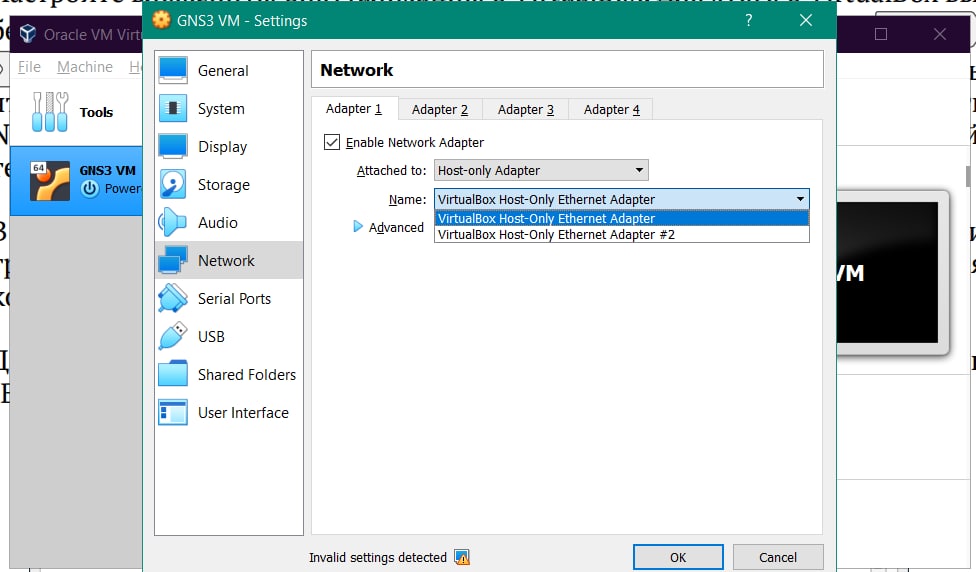 GNS3 VM - Settings
?
Oracle VM Virtu
File Machine He
Tools
64
GNS3 VM
Power
General
System
Display
Storage
Audio
Network
Serial Ports
USB
Shared Folders
User Interface
Network
Adapter 1
Adapter 2
Adapter 3
Adapter 4
Enable Network Adapter
Attached to: Host-only Adapter
Name: VirtualBox Host-Only Ethernet Adapter
VirtualBox Host-Only Ethernet Adapter
VirtualBox Host-Only Ethernet Adapter #2
Advanced
VM
Invalid settings detected
OK
Cancel